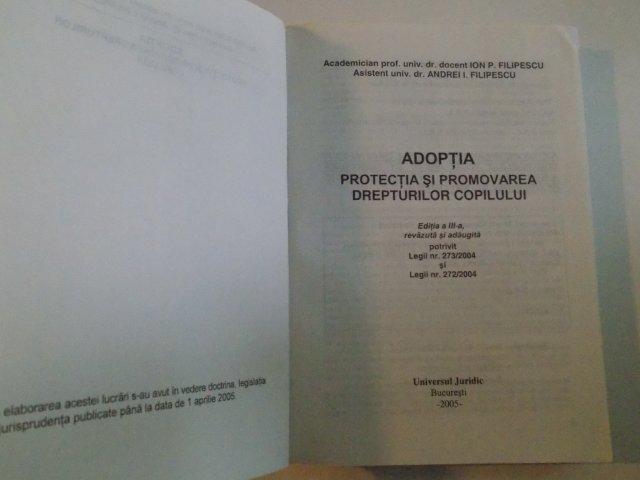 elaborarea acestei lucrări s-au avut în vedere doctrina, legislația
jurisprudența publicate până la data de 1 aprilie 2005.
Academician prof. univ. dr. docent ION P. FILIPESCU
Asistent univ. dr. ANDREI I. FILIPESCU
ADOPȚIA
PROTECȚIA ȘI PROMOVAREA
DREPTURILOR COPILULUI
Ediția a III-a,
revăzută și adăugită
potrivit
Legii nr. 273/2004
și
Legii nr. 272/2004
Universul Juridic
București
-2005-